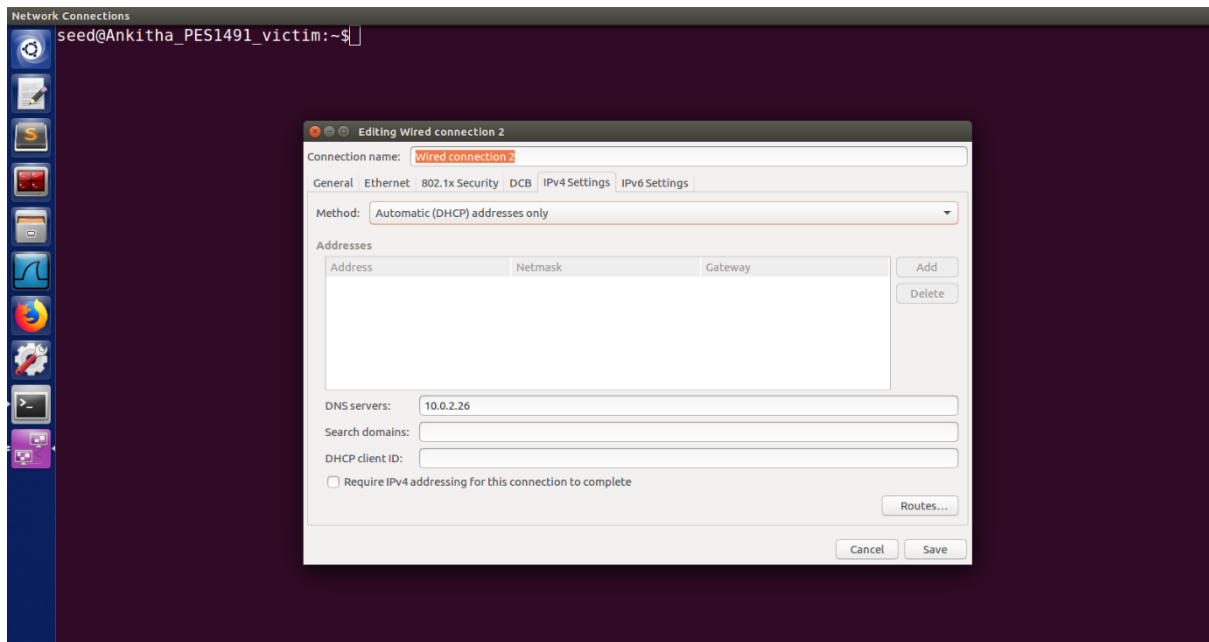 Network Connections
seed@Ankitha_PES1491_victim:~$
Editing Wired connection 2
Connection name: Wired connection 2
General Ethernet 802.1x Security DCB IPv4 Settings IPv6 Settings
Method: Automatic (DHCP) addresses only
Addresses
Address Netmask Gateway Add
Delete
DNS servers: 10.0.2.26
Search domains:
DHCP client ID:
Require IPv4 addressing for this connection to complete
Routes...
Cancel Save